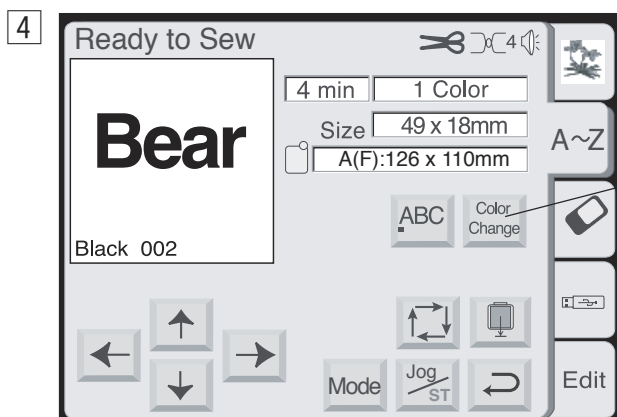 4
Ready to Sew
4
4 min
1 Color
Bear
Size
49 x 18mm
A(F):126 x 110mm
A~Z
ABC
Color
Change
Black 002
Mode
Jog
ST
Edit